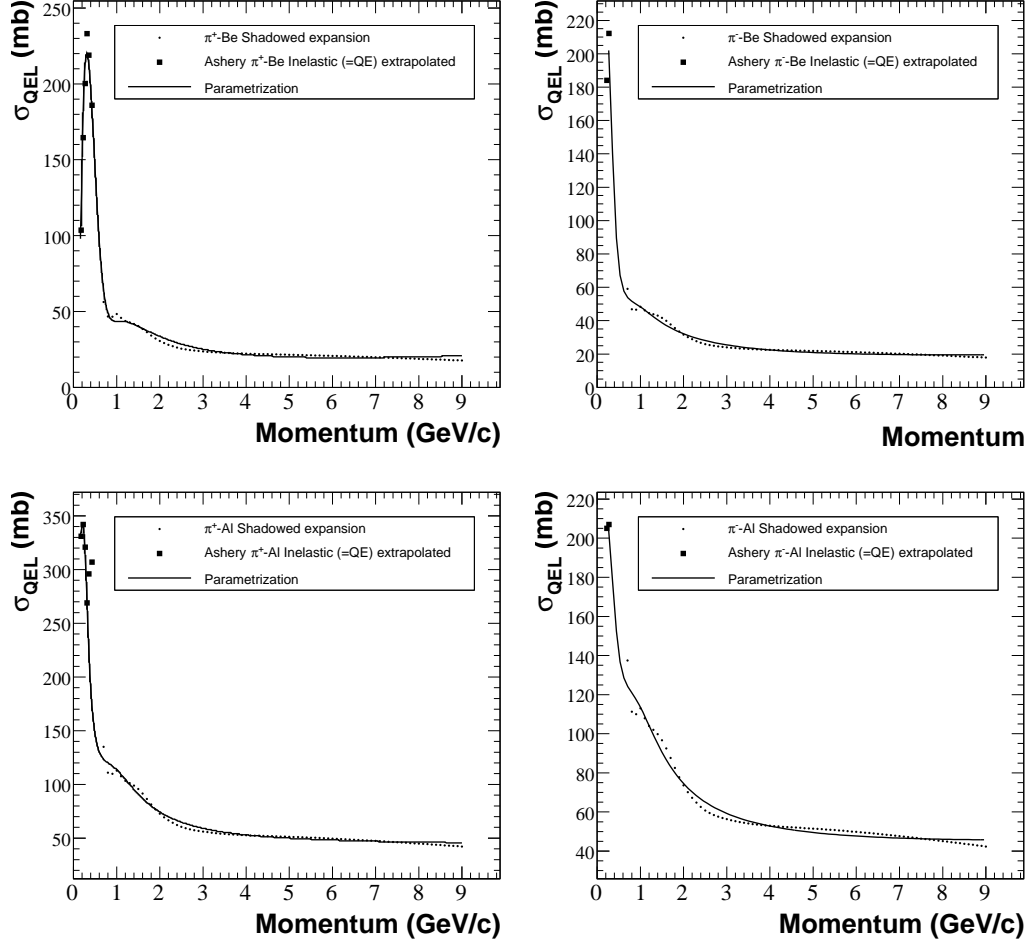 σQEL (mb)
250
200
150
100
50
0
π⁺-Be Shadowed expansion
Ashery π⁺-Be Inelastic (=QE) extrapolated
Parametrization
0 1 2 3 4 5 6 7 8 9
Momentum (GeV/c)
σQEL (mb)
220
200
180
160
140
120
100
80
60
40
20
0
π⁻-Be Shadowed expansion
Ashery π⁻-Be Inelastic (=QE) extrapolated
Parametrization
0 1 2 3 4 5 6 7 8 9
Momentum
σQEL (mb)
350
300
250
200
150
100
50
π⁺-Al Shadowed expansion
Ashery π⁺-Al Inelastic (=QE) extrapolated
Parametrization
0 1 2 3 4 5 6 7 8 9
Momentum (GeV/c)
σQEL (mb)
220
200
180
160
140
120
100
80
60
40
π⁻-Al Shadowed expansion
Ashery π⁻-Al Inelastic (=QE) extrapolated
Parametrization
0 1 2 3 4 5 6 7 8 9
Momentum (GeV/c)